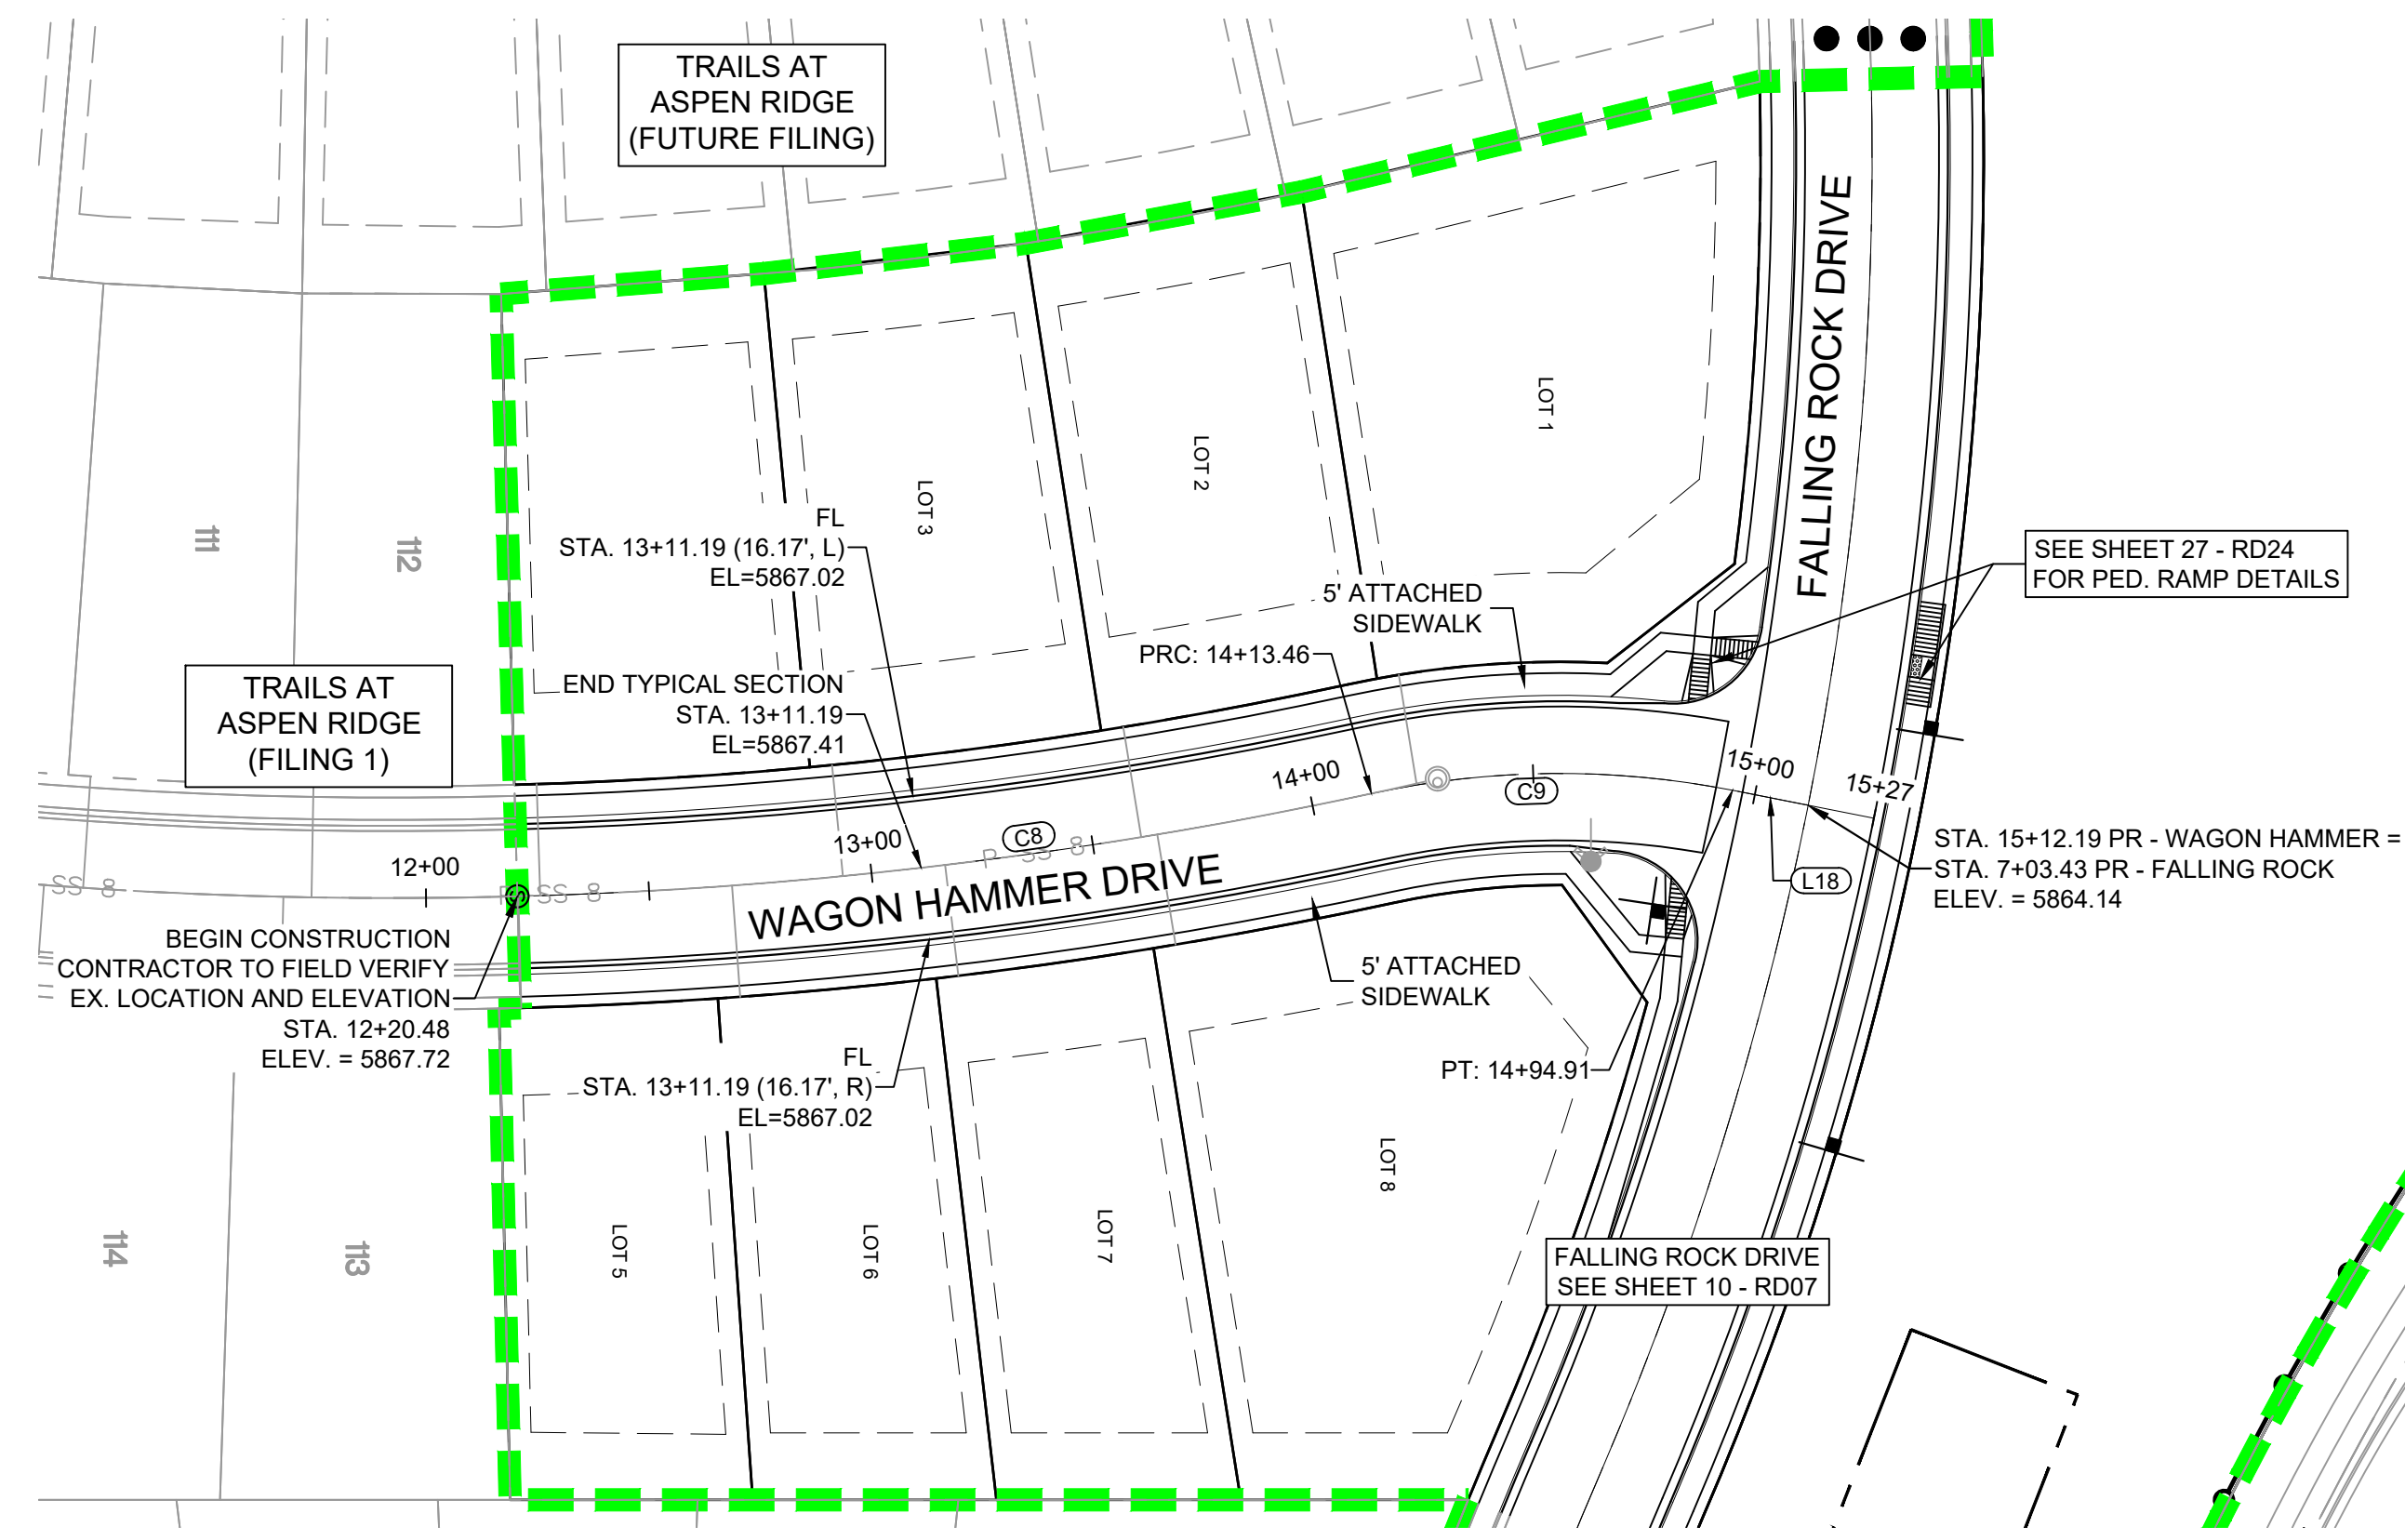 TRAILS AT
ASPEN RIDGE
(FUTURE FILING)
FALLING ROCK DRIVE
LOT 1
LOT 2
LOT 3
111
112
FL
STA. 13+11.19 (16.17', L)
EL=5867.02
SEE SHEET 27 - RD24
FOR PED. RAMP DETAILS
5' ATTACHED
SIDEWALK
PRC: 14+13.46
TRAILS AT
ASPEN RIDGE
(FILING 1)
END TYPICAL SECTION
STA. 13+11.19
EL=5867.41
12+00
13+00
14+00
15+00
15+27
C8
C9
L18
SS 8
P SS 8
P SS 8
WAGON HAMMER DRIVE
STA. 15+12.19 PR - WAGON HAMMER =
STA. 7+03.43 PR - FALLING ROCK
ELEV. = 5864.14
BEGIN CONSTRUCTION
CONTRACTOR TO FIELD VERIFY
EX. LOCATION AND ELEVATION
STA. 12+20.48
ELEV. = 5867.72
5' ATTACHED
SIDEWALK
FL
STA. 13+11.19 (16.17', R)
EL=5867.02
PT: 14+94.91
114
113
LOT 5
LOT 6
LOT 7
LOT 8
FALLING ROCK DRIVE
SEE SHEET 10 - RD07